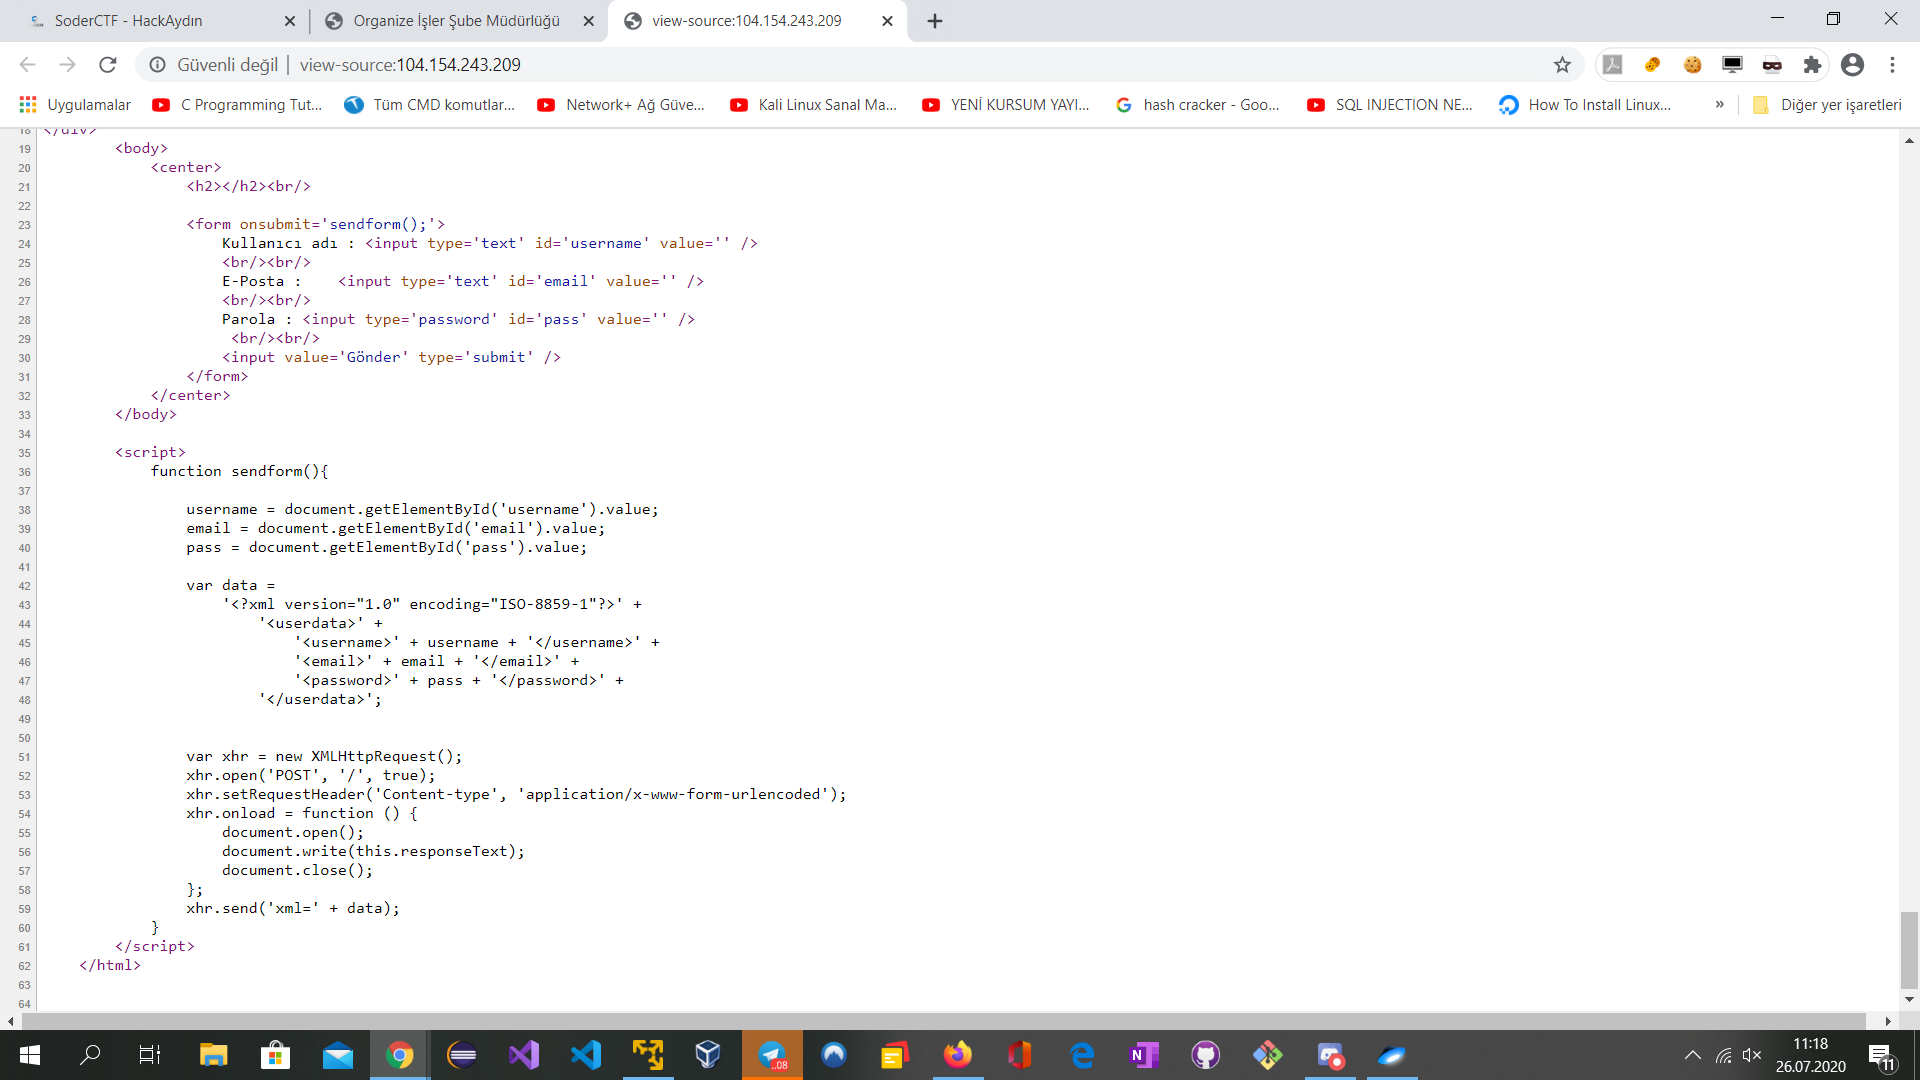 SoderCTF - HackAydın
Organize İşler Şube Müdürlüğü
view-source:104.154.243.209
Güvenli değil | view-source:104.154.243.209
Uygulamalar
C Programming Tut...
Tüm CMD komutlar...
Network+ Ağ Güve...
Kali Linux Sanal Ma...
YENİ KURSUM YAYI...
hash cracker - Goo...
SQL INJECTION NE...
How To Install Linux...
»
Diğer yer işaretleri
18 </div>
19 <body>
20 <center>
21 <h2></h2><br/>
22
23 <form onsubmit='sendform();'>
24 Kullanıcı adı : <input type='text' id='username' value='' />
25 <br/><br/>
26 E-Posta : <input type='text' id='email' value='' />
27 <br/><br/>
28 Parola : <input type='password' id='pass' value='' />
29 <br/><br/>
30 <input value='Gönder' type='submit' />
31 </form>
32 </center>
33 </body>
34
35 <script>
36 function sendform(){
37
38 username = document.getElementById('username').value;
39 email = document.getElementById('email').value;
40 pass = document.getElementById('pass').value;
41
42 var data =
43 '<?xml version="1.0" encoding="ISO-8859-1"?>' +
44 '<userdata>' +
45 '<username>' + username + '</username>' +
46 '<email>' + email + '</email>' +
47 '<password>' + pass + '</password>' +
48 '</userdata>';
49
50
51 var xhr = new XMLHttpRequest();
52 xhr.open('POST', '/', true);
53 xhr.setRequestHeader('Content-type', 'application/x-www-form-urlencoded');
54 xhr.onload = function () {
55 document.open();
56 document.write(this.responseText);
57 document.close();
58 };
59 xhr.send('xml=' + data);
60 }
61 </script>
62 </html>
63
64
..08
N
11:18
26.07.2020
11